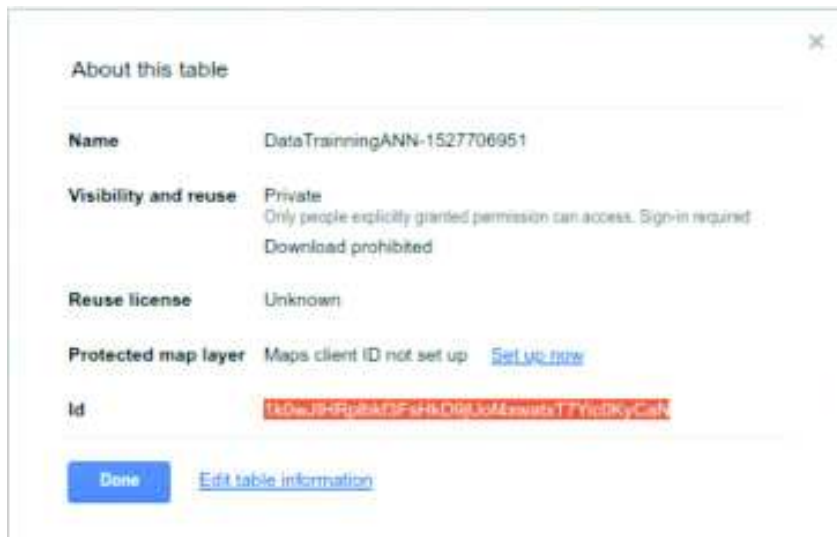 About this table
Name DataTrainningANN-1527706951
Visibility and reuse Private
Only people explicitly granted permission can access. Sign-in required
Download prohibited
Reuse license Unknown
Protected map layer Maps client ID not set up Set up now
Id
Done Edit table information